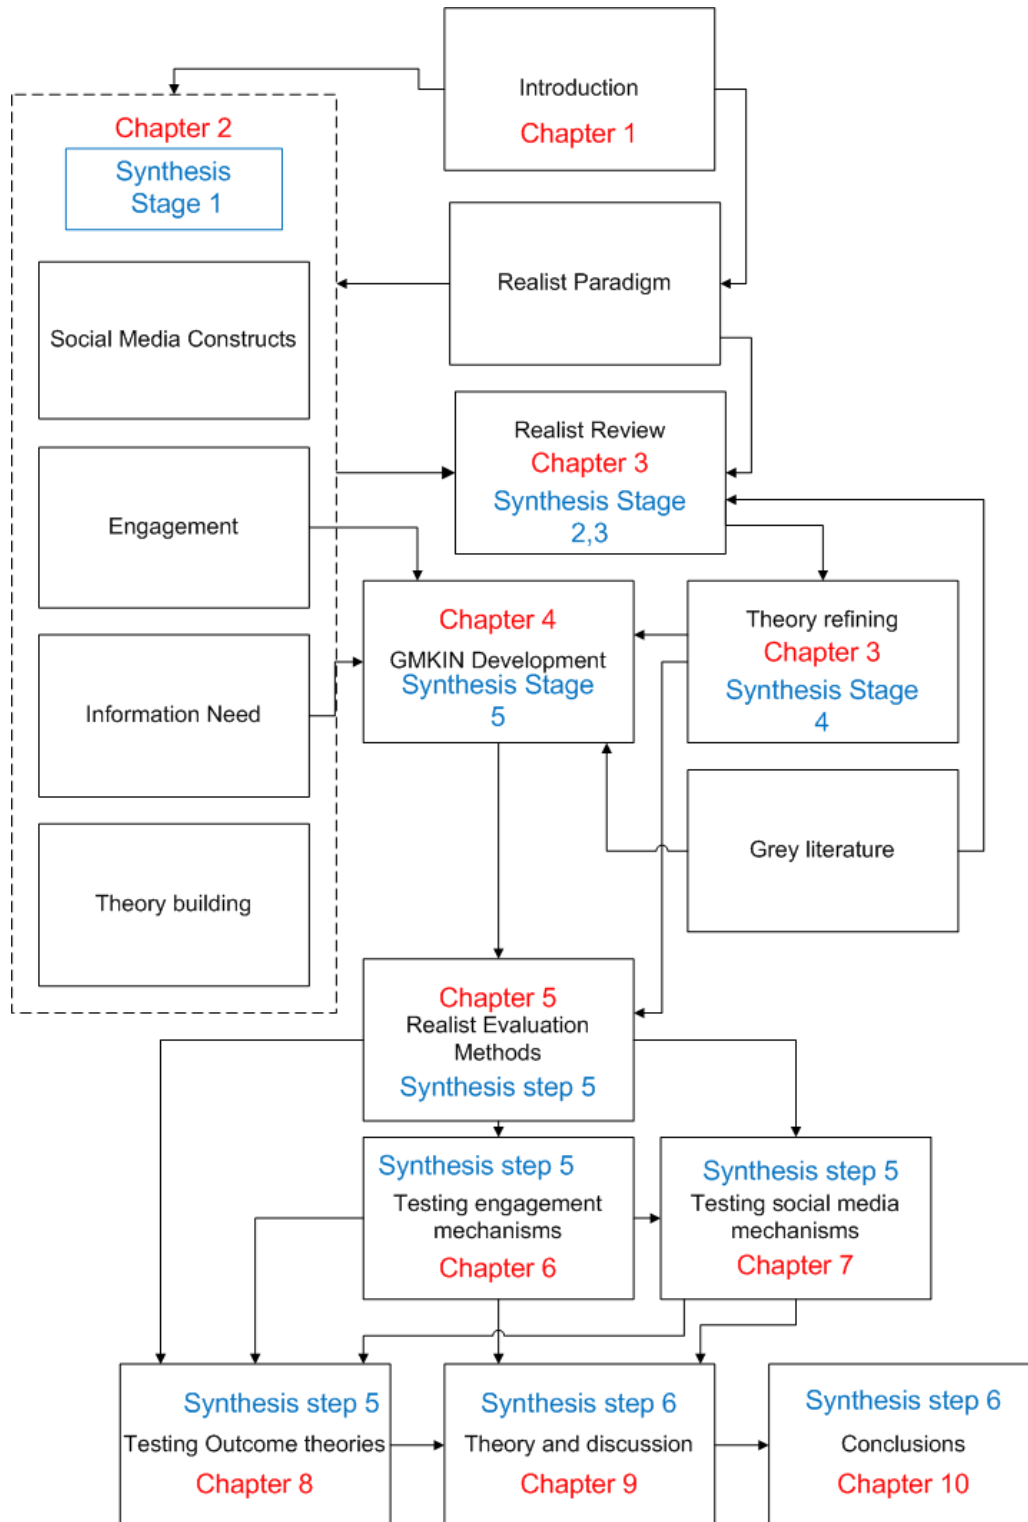 Introduction
Chapter 1
Chapter 2
Synthesis
Stage 1
Social Media Constructs
Engagement
Information Need
Theory building
Realist Paradigm
Realist Review
Chapter 3
Synthesis Stage
2,3
Chapter 4
GMKIN Development
Synthesis Stage
5
Theory refining
Chapter 3
Synthesis Stage
4
Grey literature
Chapter 5
Realist Evaluation
Methods
Synthesis step 5
Synthesis step 5
Testing engagement
mechanisms
Chapter 6
Synthesis step 5
Testing social media
mechanisms
Chapter 7
Synthesis step 5
Testing Outcome theories
Chapter 8
Synthesis step 6
Theory and discussion
Chapter 9
Synthesis step 6
Conclusions
Chapter 10